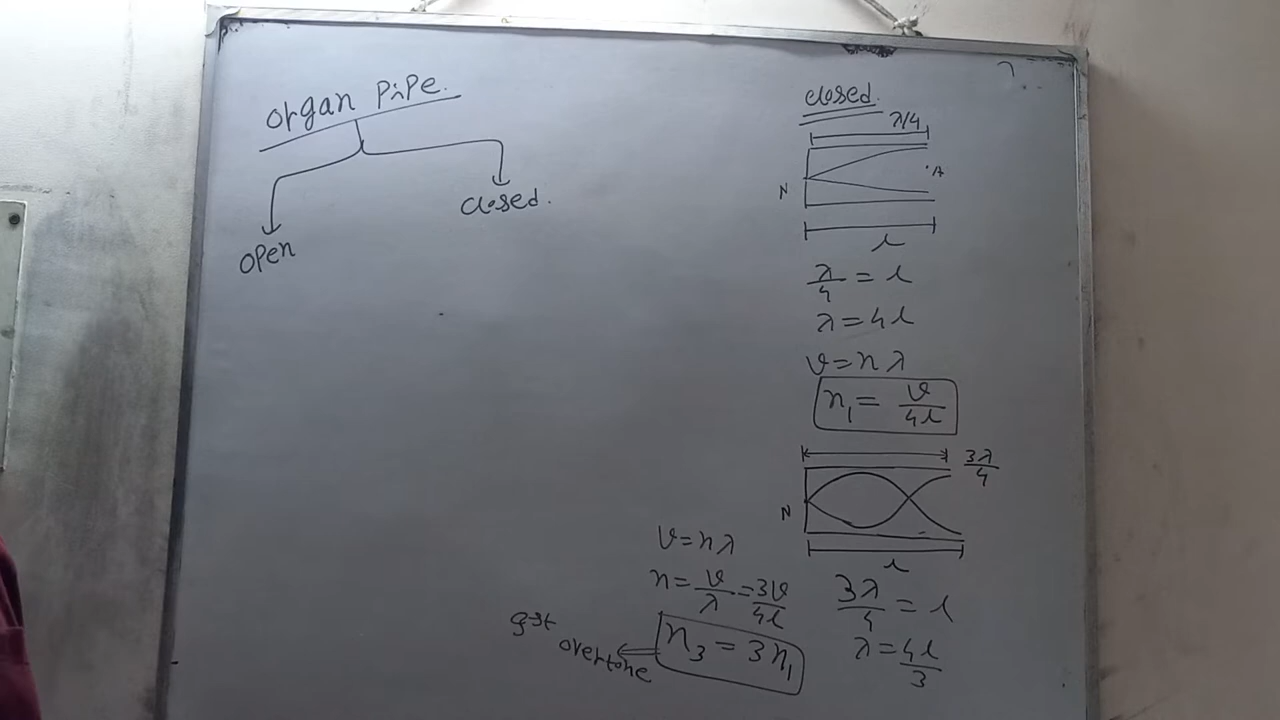 organ pipe.
open
closed.
closed.
λ/4
N
A
l
λ/4 = l
λ = 4l
v = nλ
n₁ = v/4l
3λ/4
N
l
3λ/4 = l
λ = 4l/3
v = nλ
n = v/λ = 3v/4l
n₃ = 3n₁
overtone